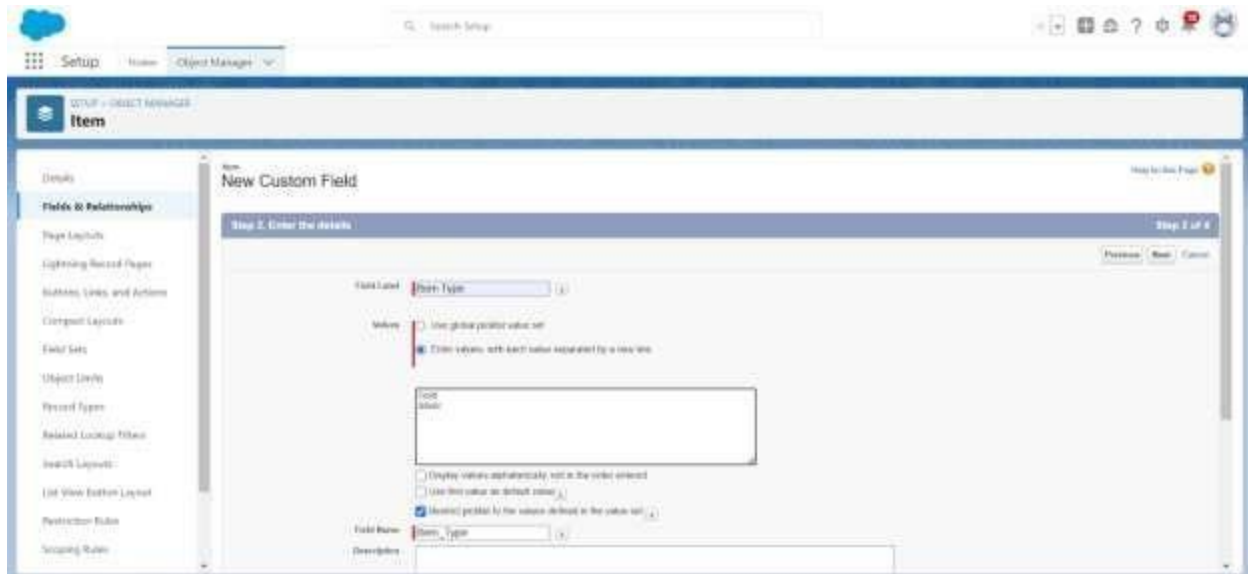 Search Setup
Setup Home Object Manager
SETUP > OBJECT MANAGER
Item
Details
Fields & Relationships
Page Layouts
Lightning Record Pages
Buttons, Links, and Actions
Compact Layouts
Field Sets
Object Limits
Record Types
Related Lookup Filters
Search Layouts
List View Button Layout
Restriction Rules
Scoping Rules
Item
New Custom Field
Help for this Page
Step 2. Enter the details
Step 2 of 4
Previous Next Cancel
Field Label Item Type
Values Use global picklist value set
Enter values, with each value separated by a new line
Display values alphabetically, not in the order entered
Use first value as default value
Restrict picklist to the values defined in the value set
Field Name Item_Type
Description